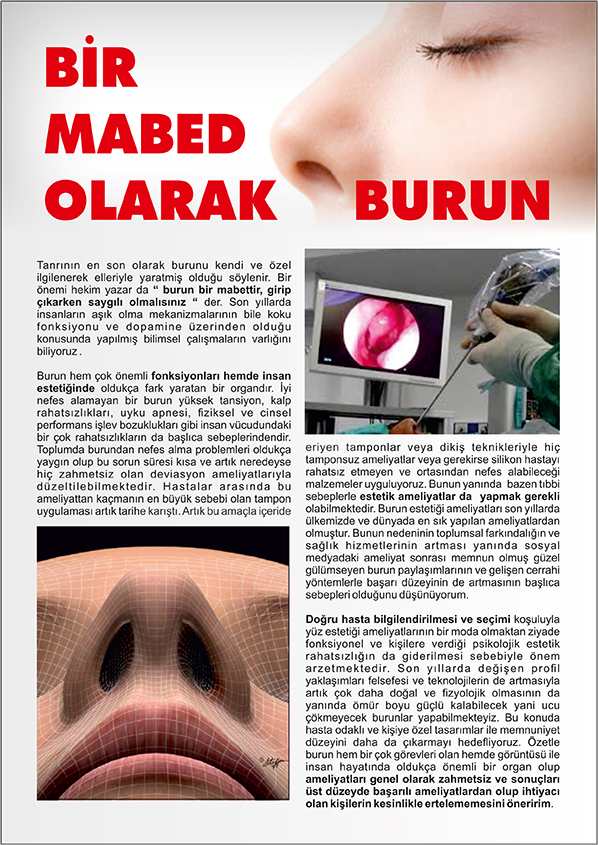 BİR
MABED
OLARAK BURUN
Tanrının en son olarak burunu kendi ve özel
ilgilenerek elleriyle yaratmiş olduğu söylenir. Bir
önemi hekim yazar da “ burun bir mabettir, girip
çıkarken saygılı olmalısınız “ der. Son yıllarda
insanların aşık olma mekanizmalarının bile koku
fonksiyonu ve dopamine üzerinden olduğu
konusunda yapılmış bilimsel çalışmaların varlığını
biliyoruz .
Burun hem çok önemli fonksiyonları hemde insan
estetiğinde oldukça fark yaratan bir organdır. İyi
nefes alamayan bir burun yüksek tansiyon, kalp
rahatsızlıkları, uyku apnesi, fiziksel ve cinsel
performans işlev bozuklukları gibi insan vücudundaki
bir çok rahatsızlıkların da başlıca sebeplerindendir.
Toplumda burundan nefes alma problemleri oldukça
yaygın olup bu sorun süresi kısa ve artık neredeyse
hiç zahmetsiz olan deviasyon ameliyatlarıyla
düzeltilebilmektedir. Hastalar arasında bu
ameliyattan kaçmanın en büyük sebebi olan tampon
uygulaması artık tarihe karıştı. Artık bu amaçla içeride
eriyen tamponlar veya dikiş teknikleriyle hiç
tamponsuz ameliyatlar veya gerekirse silikon hastayı
rahatsız etmeyen ve ortasından nefes alabileceği
malzemeler uyguluyoruz. Bunun yanında bazen tıbbi
sebeplerle estetik ameliyatlar da yapmak gerekli
olabilmektedir. Burun estetiği ameliyatları son yıllarda
ülkemizde ve dünyada en sık yapılan ameliyatlardan
olmuştur. Bunun nedeninin toplumsal farkındalığın ve
sağlık hizmetlerinin artması yanında sosyal
medyadaki ameliyat sonrası memnun olmuş güzel
gülümseyen burun paylaşımlarının ve gelişen cerrahi
yöntemlerle başarı düzeyinin de artmasının başlıca
sebepleri olduğunu düşünüyorum.
Doğru hasta bilgilendirilmesi ve seçimi koşuluyla
yüz estetiği ameliyatlarının bir moda olmaktan ziyade
fonksiyonel ve kişilere verdiği psikolojik estetik
rahatsızlığın da giderilmesi sebebiyle önem
arzetmektedir. Son yıllarda değişen profil
yaklaşımları felsefesi ve teknolojilerin de artmasıyla
artık çok daha doğal ve fizyolojik olmasının da
yanında ömür boyu güçlü kalabilecek yani ucu
çökmeyecek burunlar yapabilmekteyiz. Bu konuda
hasta odaklı ve kişiye özel tasarımlar ile memnuniyet
düzeyini daha da çıkarmayı hedefliyoruz. Özetle
burun hem bir çok görevleri olan hemde görüntüsü ile
insan hayatında oldukça önemli bir organ olup
ameliyatları genel olarak zahmetsiz ve sonuçları
üst düzeyde başarılı ameliyatlardan olup ihtiyacı
olan kişilerin kesinlikle ertelememesini öneririm.